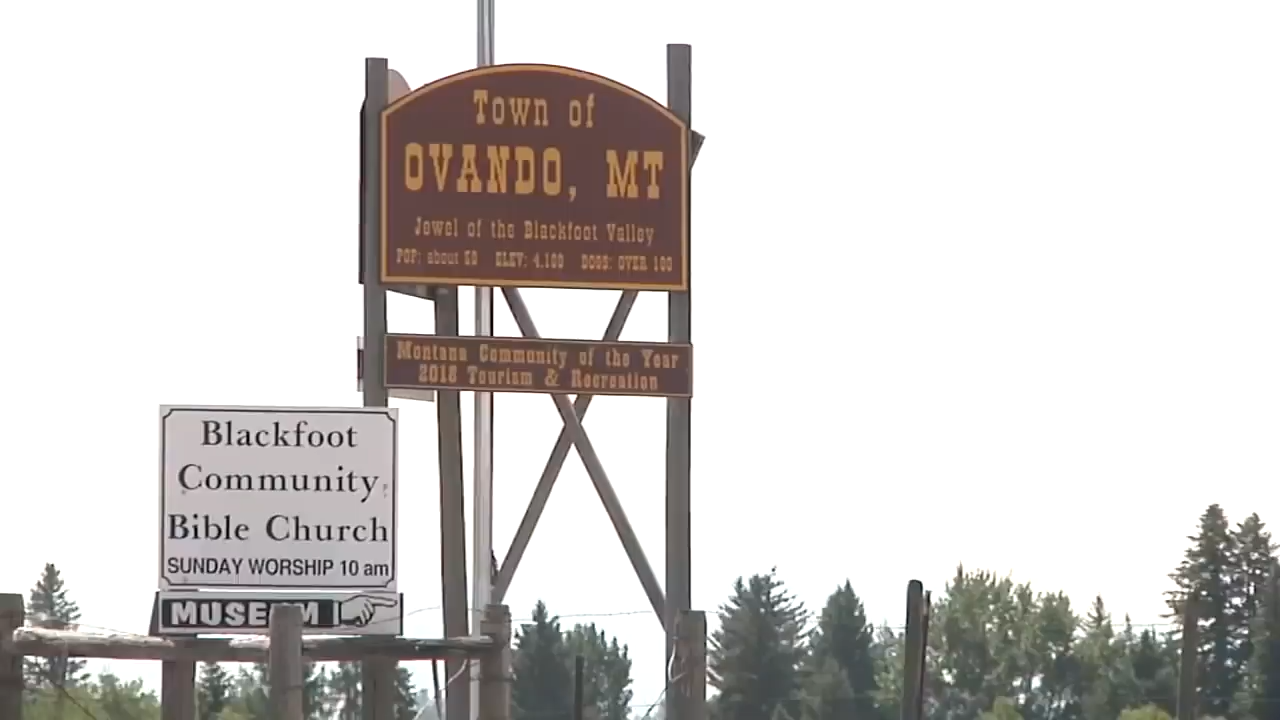 Town of
OVANDO, MT
Jewel of the Blackfoot Valley
POP: about 50 ELEV: 4,100 DOGS: OVER 100
Montana Community of the Year
2018 Tourism & Recreation
Blackfoot
Community
Bible Church
SUNDAY WORSHIP 10 am
MUSEUM